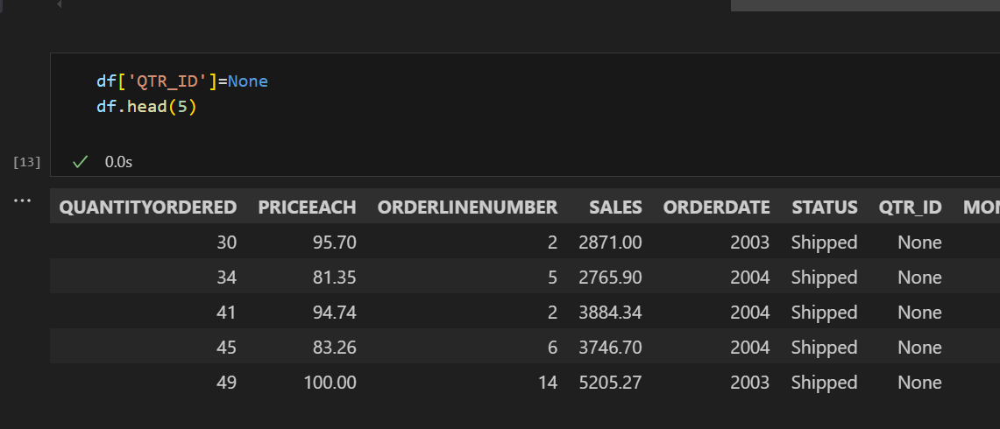 df['QTR_ID']=None
df.head(5)
[13] ✓ 0.0s
...
QUANTITYORDERED PRICEEACH ORDERLINENUMBER SALES ORDERDATE STATUS QTR_ID
30 95.70 2 2871.00 2003 Shipped None
34 81.35 5 2765.90 2004 Shipped None
41 94.74 2 3884.34 2004 Shipped None
45 83.26 6 3746.70 2004 Shipped None
49 100.00 14 5205.27 2003 Shipped None